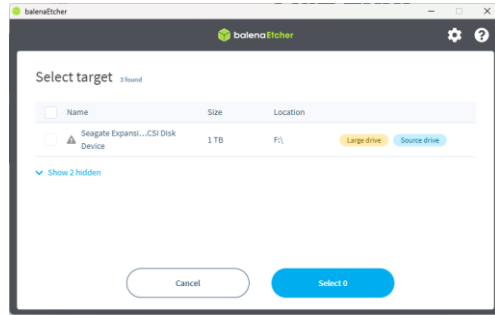 balenaEtcher
balenaEtcher
Select target 3 found
Name Size Location
Seagate Expansi...CSI Disk
Device
1 TB F:\ Large drive Source drive
Show 2 hidden
Cancel Select 0